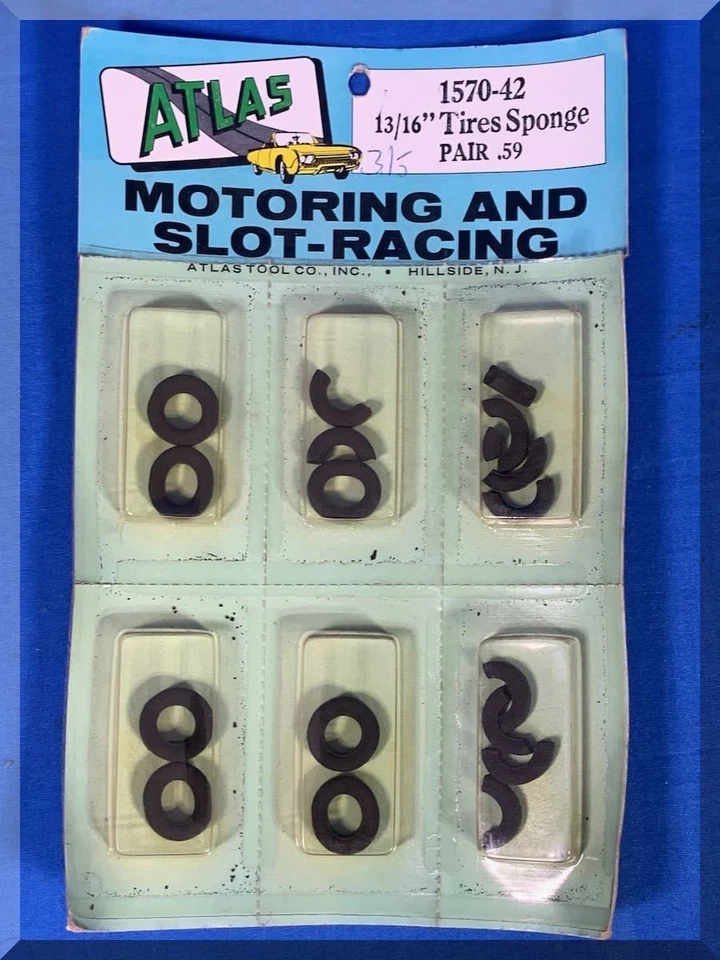 ATLAS
1570-42
13/16" Tires Sponge
PAIR .59
MOTORING AND
SLOT-RACING
ATLAS TOOL CO., INC., • HILLSIDE, N. J.